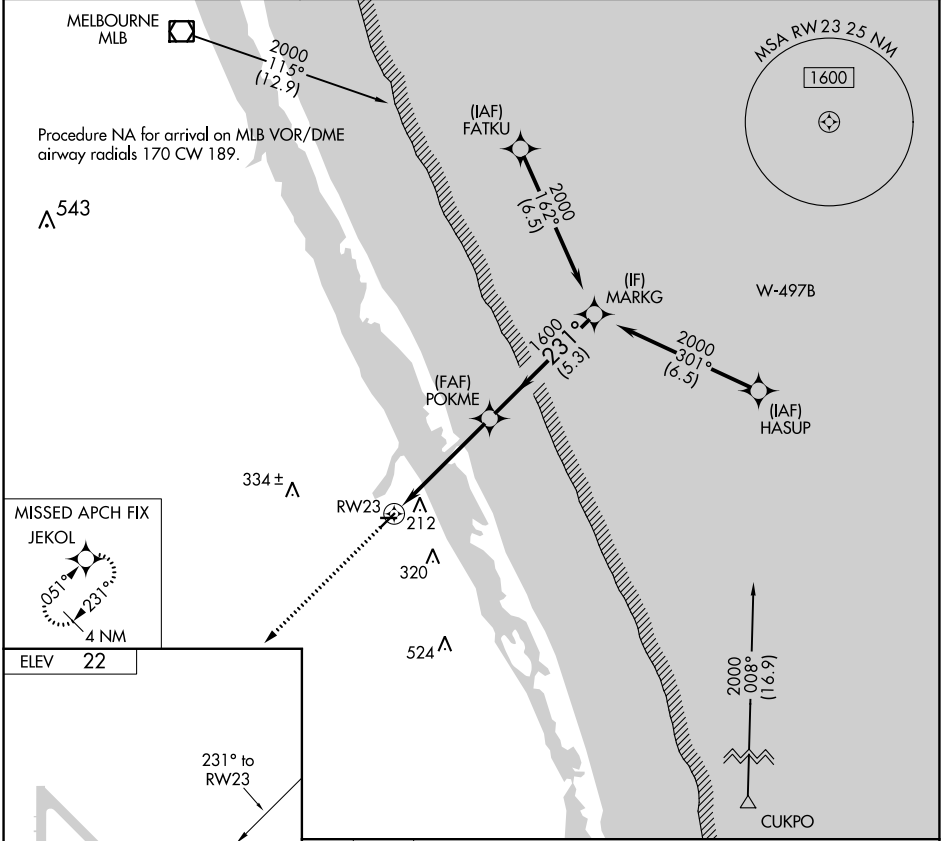 MELBOURNE
MLB
2000
115°
(12.9)
Procedure NA for arrival on MLB VOR/DME
airway radials 170 CW 189.
543
(IAF)
FATKU
2000
162°
(6.5)
MSA RW 23 25 NM
1600
(IF)
MARKG
W-497B
1600
231°
(5.3)
2000
301°
(6.5)
(IAF)
HASUP
(FAF)
POKME
334 ±
RW23
212
320
524
MISSED APCH FIX
JEKOL
051°
231°
4 NM
ELEV 22
231° to
RW23
2000
008°
(16.9)
CUKPO